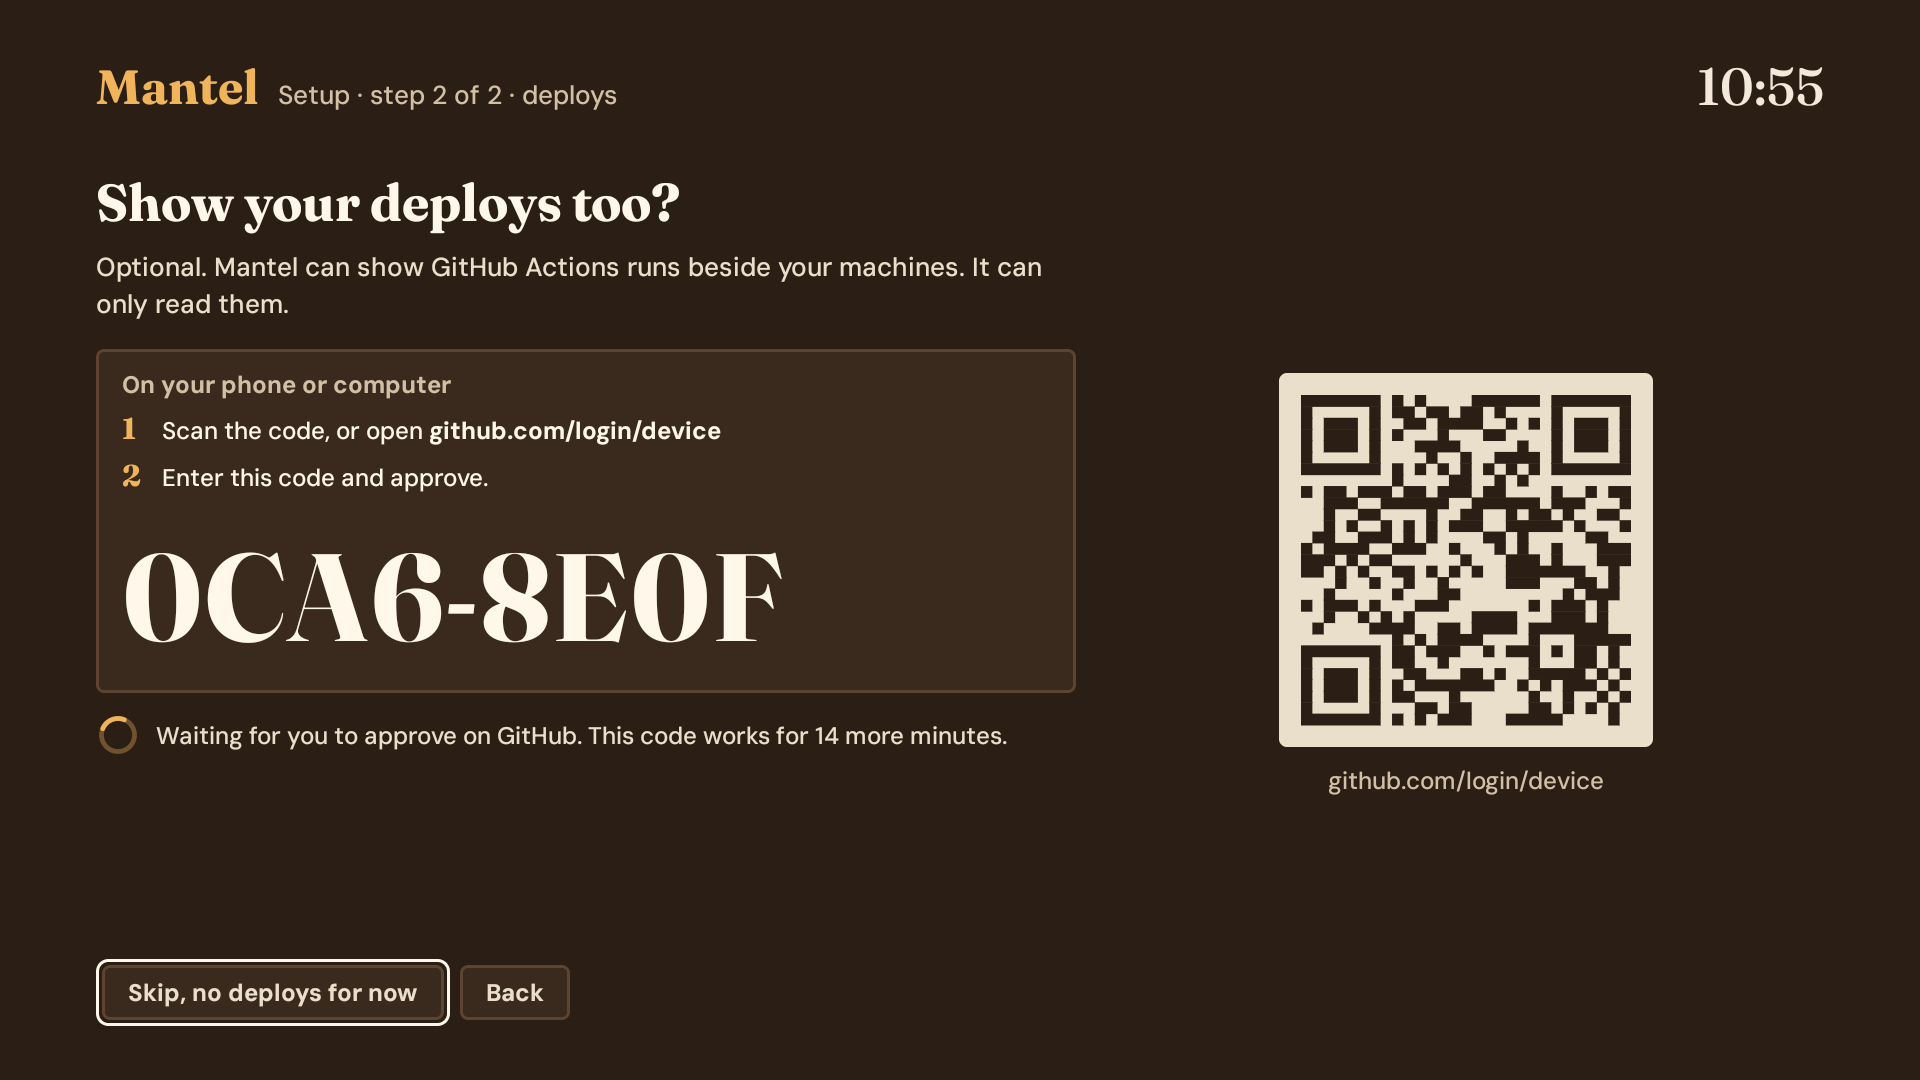 Mantel Setup · step 2 of 2 · deploys
10:55
Show your deploys too?
Optional. Mantel can show GitHub Actions runs beside your machines. It can
only read them.
On your phone or computer
1 Scan the code, or open github.com/login/device
2 Enter this code and approve.
0CA6-8E0F
Waiting for you to approve on GitHub. This code works for 14 more minutes.
github.com/login/device
Skip, no deploys for now
Back